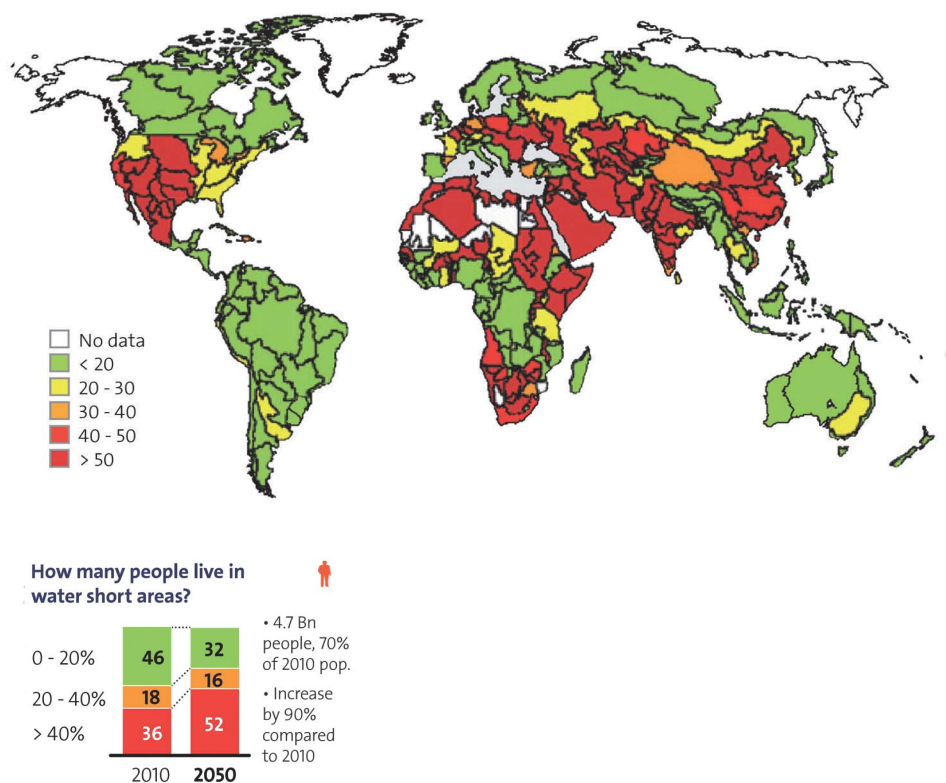 No data
< 20
20 - 30
30 - 40
40 - 50
> 50
How many people live in
water short areas?
0 - 20%
20 - 40%
> 40%
46
18
36
32
16
52
2010
2050
• 4.7 Bn
people, 70%
of 2010 pop.
• Increase
by 90%
compared
to 2010